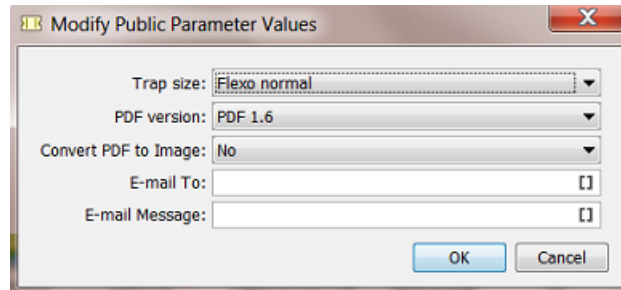 Modify Public Parameter Values
Trap size: Flexo normal
PDF version: PDF 1.6
Convert PDF to Image: No
E-mail To: []
E-mail Message: []
OK Cancel